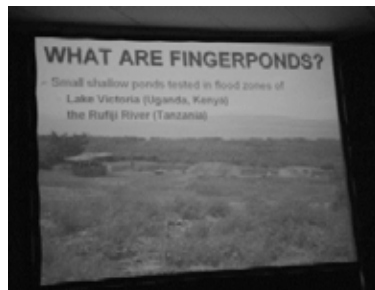 WHAT ARE FINGERPONDS?
- Small shallow ponds tested in flood zones of
Lake Victoria (Uganda, Kenya)
the Rufiji River (Tanzania)